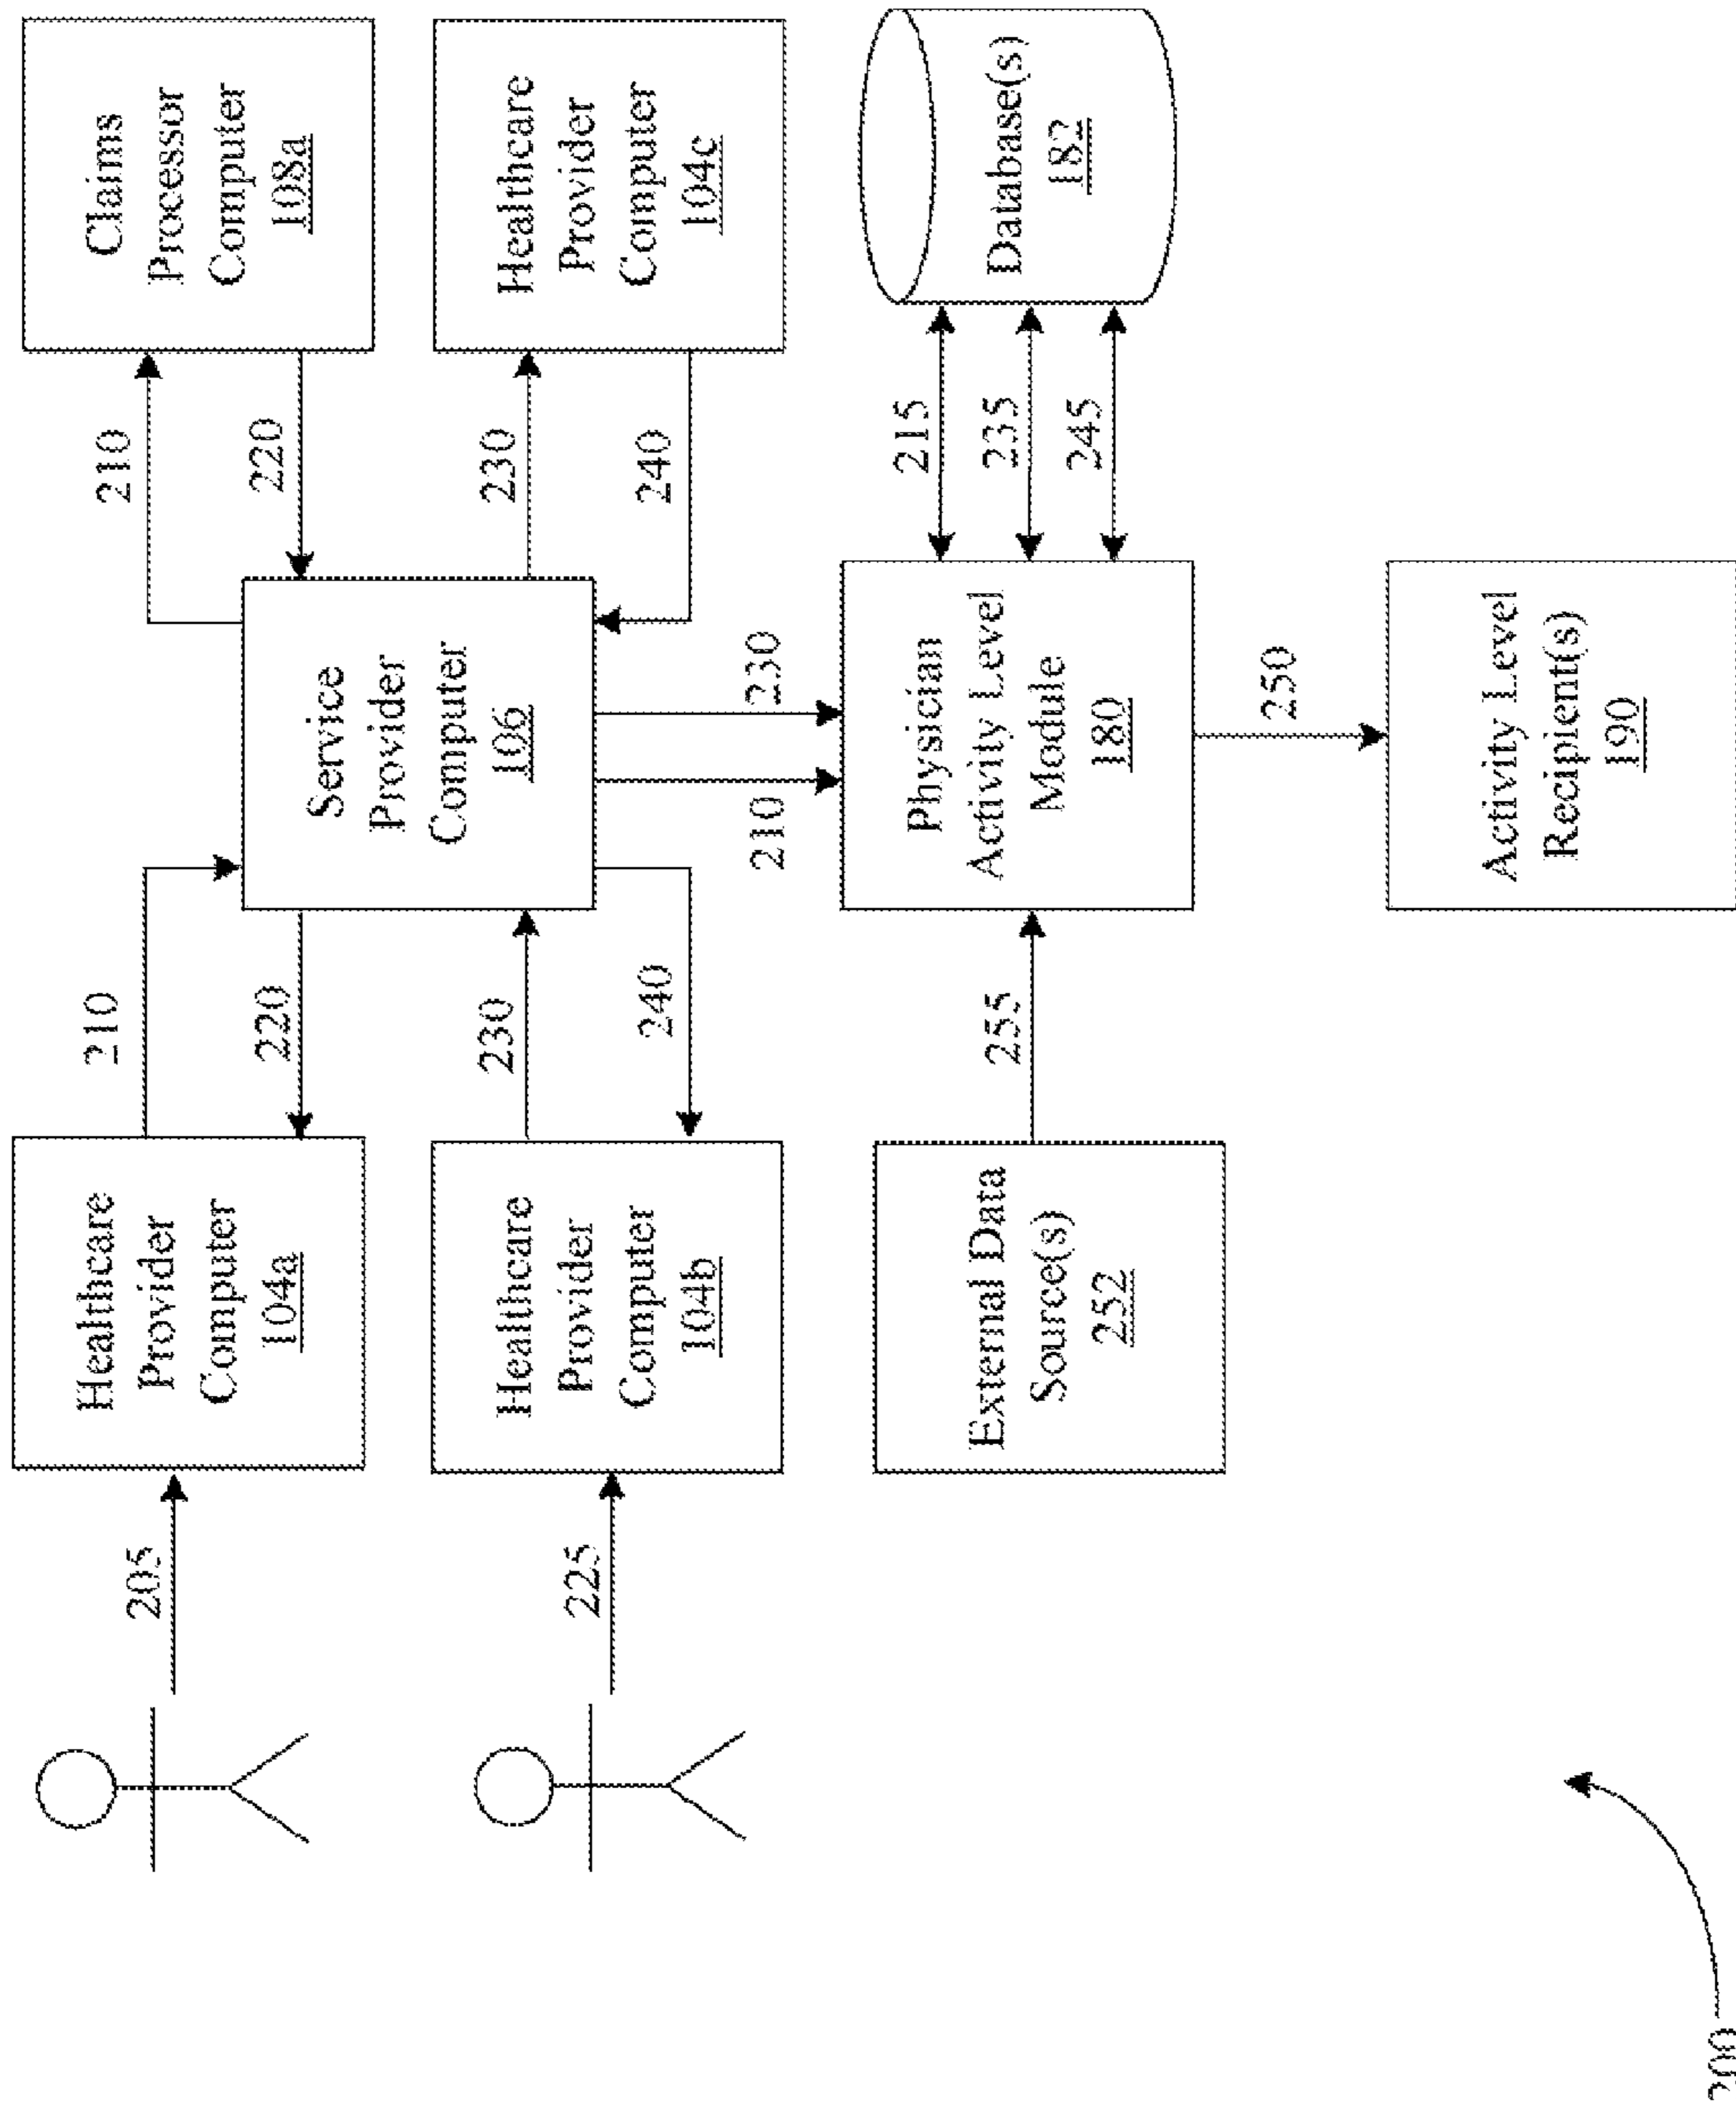 205
Healthcare
Provider
Computer
104a
210
220
Service
Provider
Computer
106
210
220
Claims
Processor
Computer
108a
225
Healthcare
Provider
Computer
104b
230
240
230
240
Healthcare
Provider
Computer
104c
210
230
External Data
Source(s)
252
255
Physician
Activity Level
Module
180
215
235
245
Database(s)
182
250
Activity Level
Recipient(s)
190
200